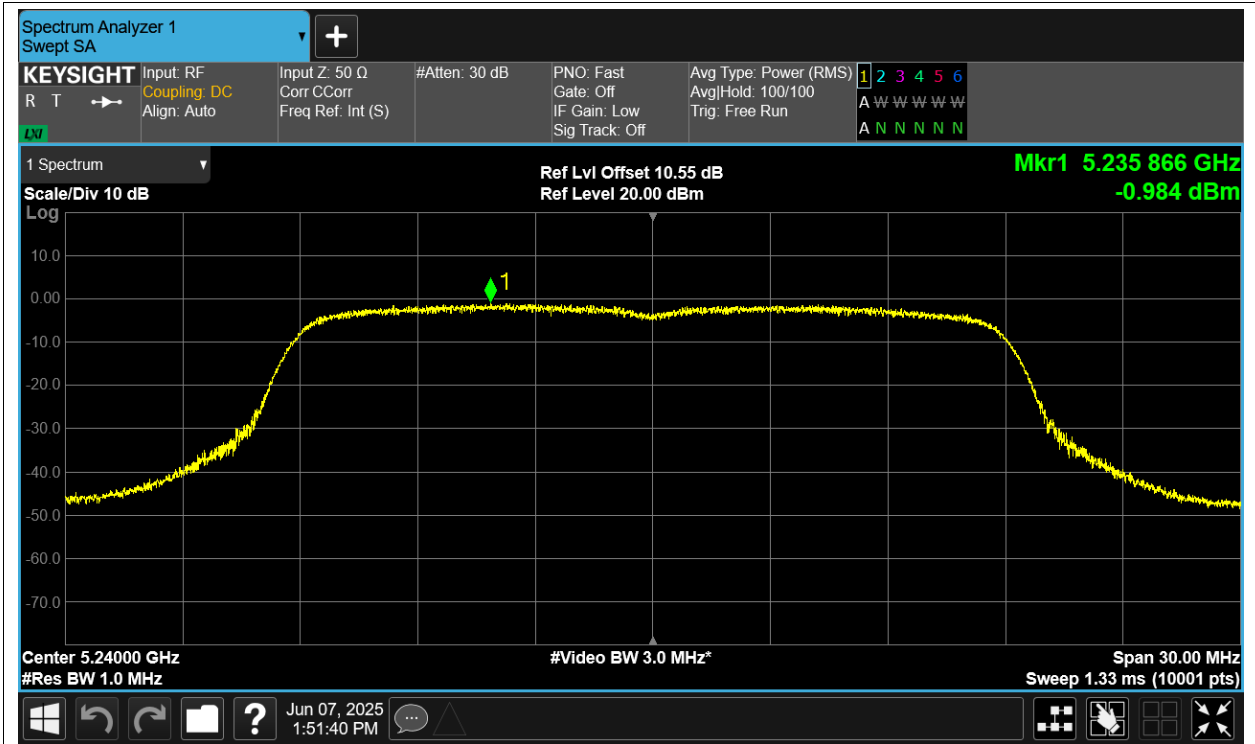 Spectrum Analyzer 1
Swept SA
KEYSIGHT
R T
LXI
Input: RF
Coupling: DC
Align: Auto
Input Z: 50 Ω
Corr CCorr
Freq Ref: Int (S)
#Atten: 30 dB
PNO: Fast
Gate: Off
IF Gain: Low
Sig Track: Off
Avg Type: Power (RMS)
Avg|Hold: 100/100
Trig: Free Run
1 2 3 4 5 6
A W W W W W
A N N N N N
1 Spectrum
Scale/Div 10 dB
Log
Ref Lvl Offset 10.55 dB
Ref Level 20.00 dBm
Mkr1 5.235 866 GHz
-0.984 dBm
1
10.0
0.00
-10.0
-20.0
-30.0
-40.0
-50.0
-60.0
-70.0
Center 5.24000 GHz
#Res BW 1.0 MHz
#Video BW 3.0 MHz*
Span 30.00 MHz
Sweep 1.33 ms (10001 pts)
?
Jun 07, 2025
1:51:40 PM